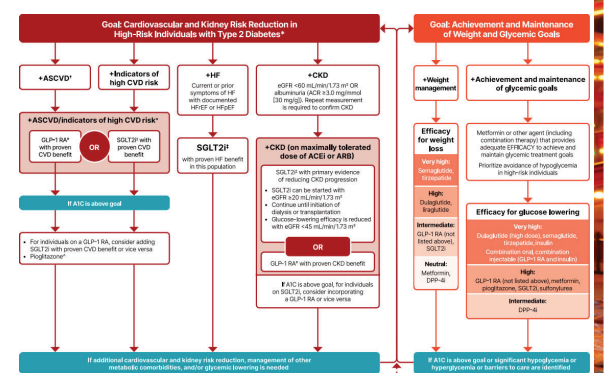 Goal: Cardiovascular and Kidney Risk Reduction in
High-Risk Individuals with Type 2 Diabetes*
+ASCVD†
+Indicators of
high CVD risk
+ASCVD/indicators of high CVD risk*
GLP-1 RA# with proven CVD benefit
OR
SGLT2i‡ with proven CVD benefit
If A1C is above goal
• For individuals on a GLP-1 RA, consider adding
SGLT2i with proven CVD benefit or vice versa
• Pioglitazone^
+HF
Current or prior
symptoms of HF
with documented
HFrEF or HFpEF
SGLT2i‡
with proven HF benefit
in this population
+CKD
eGFR <60 mL/min/1.73 m² OR
albuminuria (ACR ≥3.0 mg/mmol
[30 mg/g]). Repeat measurement
is required to confirm CKD
+CKD (on maximally tolerated
dose of ACEi or ARB)
SGLT2i‡ with primary evidence
of reducing CKD progression
• SGLT2i can be started with
eGFR ≥20 mL/min/1.73 m²
• Continue until initiation of
dialysis or transplantation
• Glucose-lowering efficacy is reduced
with eGFR <45 mL/min/1.73 m²
OR
GLP-1 RA# with proven CKD benefit
If A1C is above goal, for individuals
on SGLT2i, consider incorporating
a GLP-1 RA or vice versa
If additional cardiovascular and kidney risk reduction, management of other
metabolic comorbidities, and/or glycemic lowering is needed
Goal: Achievement and Maintenance
of Weight and Glycemic Goals
+Weight
management
Efficacy
for weight
loss
Very high:
Semaglutide,
tirzepatide
High:
Dulaglutide,
liraglutide
Intermediate:
GLP-1 RA (not
listed above),
SGLT2i
Neutral:
Metformin,
DPP-4i
+Achievement and maintenance
of glycemic goals
Metformin or other agent (including
combination therapy) that provides
adequate EFFICACY to achieve and
maintain glycemic treatment goals
Prioritize avoidance of hypoglycemia
in high-risk individuals
Efficacy for glucose lowering
Very high:
Dulaglutide (high dose), semaglutide,
tirzepatide, insulin
Combination oral, combination
injectable (GLP-1 RA and insulin)
High:
GLP-1 RA (not listed above), metformin,
pioglitazone, SGLT2i, sulfonylurea
Intermediate:
DPP-4i
If A1C is above goal or significant hypoglycemia or
hyperglycemia or barriers to care are identified